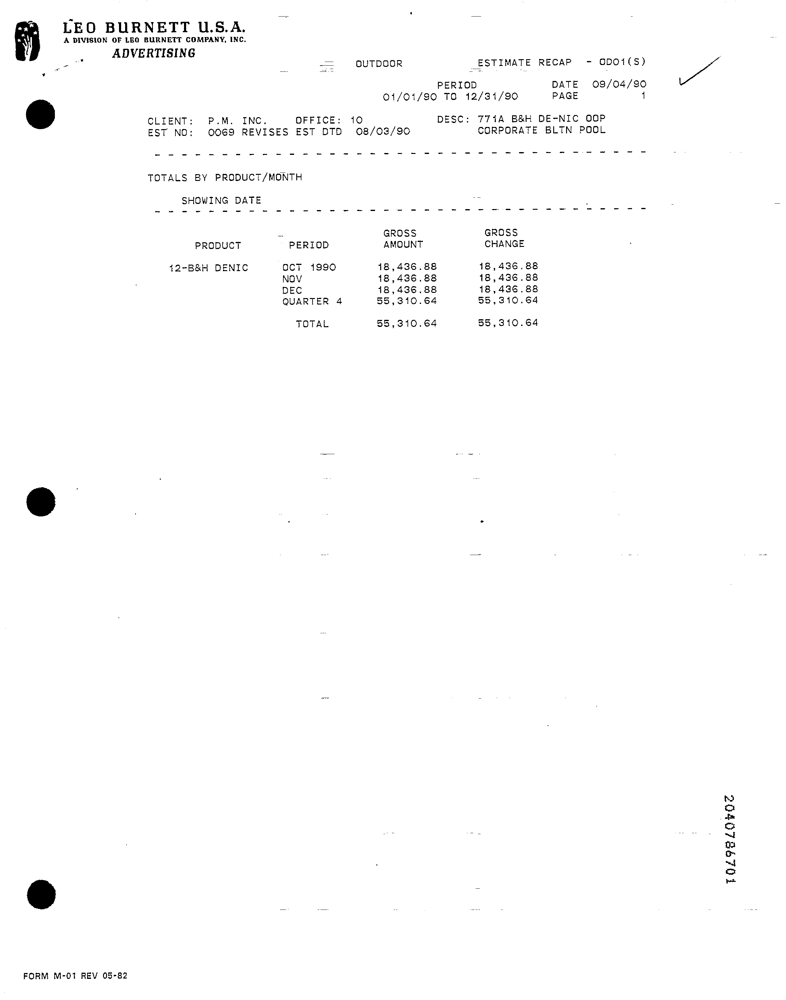 LEO BURNETT U.S.A.
A DIVISION OF LEO BURNETT COMPANY, INC.
ADVERTISING
OUTDOOR ESTIMATE RECAP - OD01(S)
PERIOD DATE 09/04/90
01/01/90 TO 12/31/90 PAGE 1
CLIENT: P.M. INC. OFFICE: 10 DESC: 771A B&H DE-NIC OOP
EST NO: 0069 REVISES EST DTD 08/03/90 CORPORATE BLTN POOL
TOTALS BY PRODUCT/MONTH
SHOWING DATE
GROSS GROSS
PRODUCT PERIOD AMOUNT CHANGE
12-B&H DENIC OCT 1990 18,436.88 18,436.88
NOV 18,436.88 18,436.88
DEC 18,436.88 18,436.88
QUARTER 4 55,310.64 55,310.64
TOTAL 55,310.64 55,310.64
2040786701
FORM M-01 REV 05-82